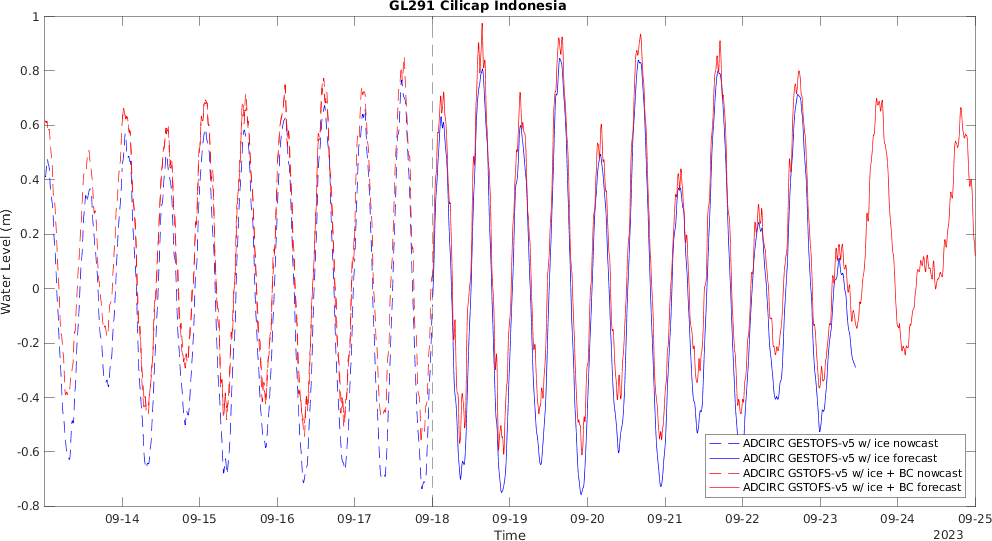 GL291 Cilicap Indonesia
1
0.8
0.6
0.4
0.2
0
-0.2
-0.4
-0.6
-0.8
Water Level (m)
09-14 09-15 09-16 09-17 09-18 09-19 09-20 09-21 09-22 09-23 09-24 09-25
Time
2023
ADCIRC GESTOFS-v5 w/ ice nowcast
ADCIRC GESTOFS-v5 w/ ice forecast
ADCIRC GSTOFS-v5 w/ ice + BC nowcast
ADCIRC GSTOFS-v5 w/ ice + BC forecast